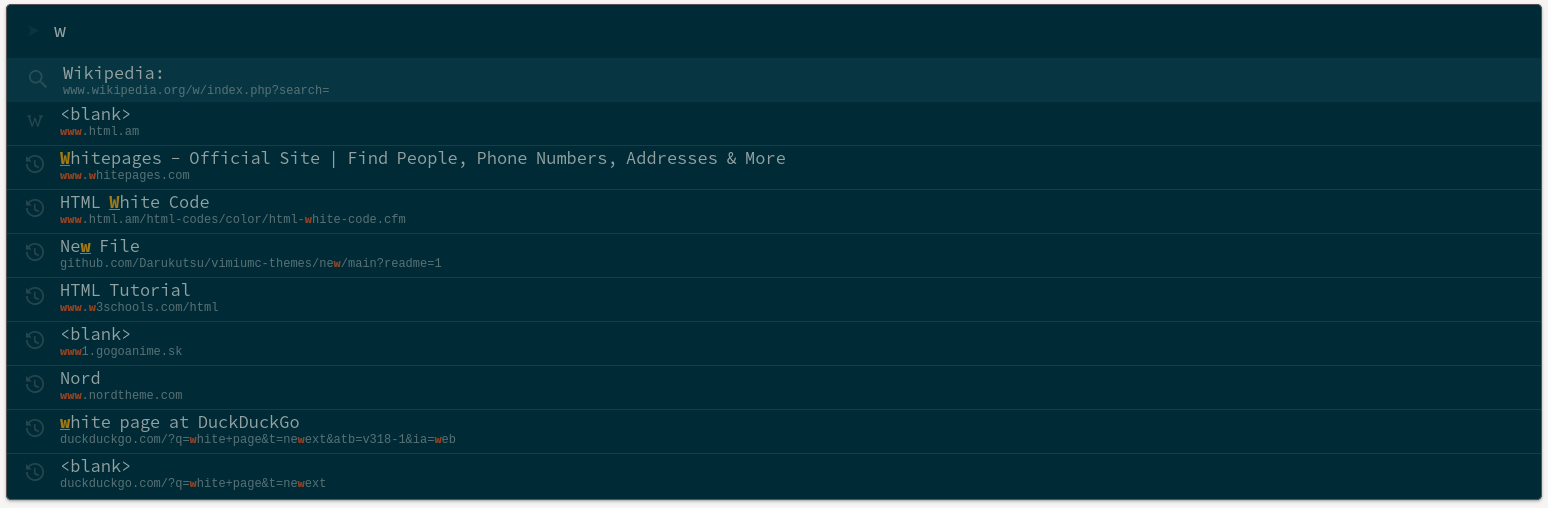 w
Wikipedia:
www.wikipedia.org/w/index.php?search=
W
<blank>
www.html.am
Whitepages - Official Site | Find People, Phone Numbers, Addresses & More
www.whitepages.com
HTML White Code
www.html.am/html-codes/color/html-white-code.cfm
New File
github.com/Darukutsu/vimiumc-themes/new/main?readme=1
HTML Tutorial
www.w3schools.com/html
<blank>
www1.gogoanime.sk
Nord
www.nordtheme.com
white page at DuckDuckGo
duckduckgo.com/?q=white+page&t=newext&atb=v318-1&ia=web
<blank>
duckduckgo.com/?q=white+page&t=newext